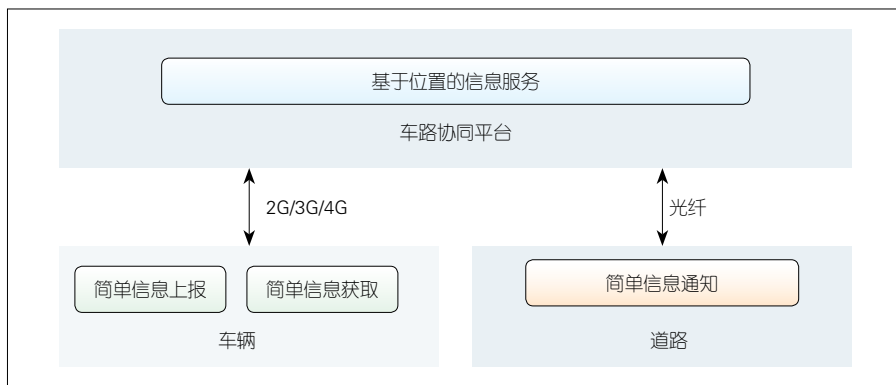 基于位置的信息服务
车路协同平台
2G/3G/4G
光纤
简单信息上报
简单信息获取
简单信息通知
车辆
道路